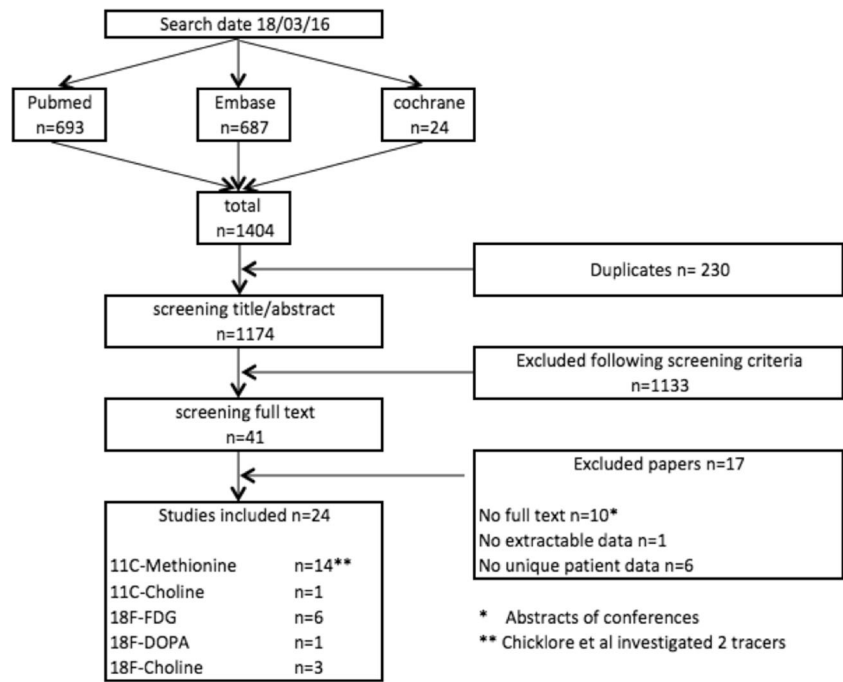 Search date 18/03/16
Pubmed
n=693
Embase
n=687
cochrane
n=24
total
n=1404
Duplicates n= 230
screening title/abstract
n=1174
Excluded following screening criteria
n=1133
screening full text
n=41
Excluded papers n=17
No full text n=10*
No extractable data n=1
No unique patient data n=6
Studies included n=24
11C-Methionine n=14**
11C-Choline n=1
18F-FDG n=6
18F-DOPA n=1
18F-Choline n=3
* Abstracts of conferences
** Chicklore et al investigated 2 tracers